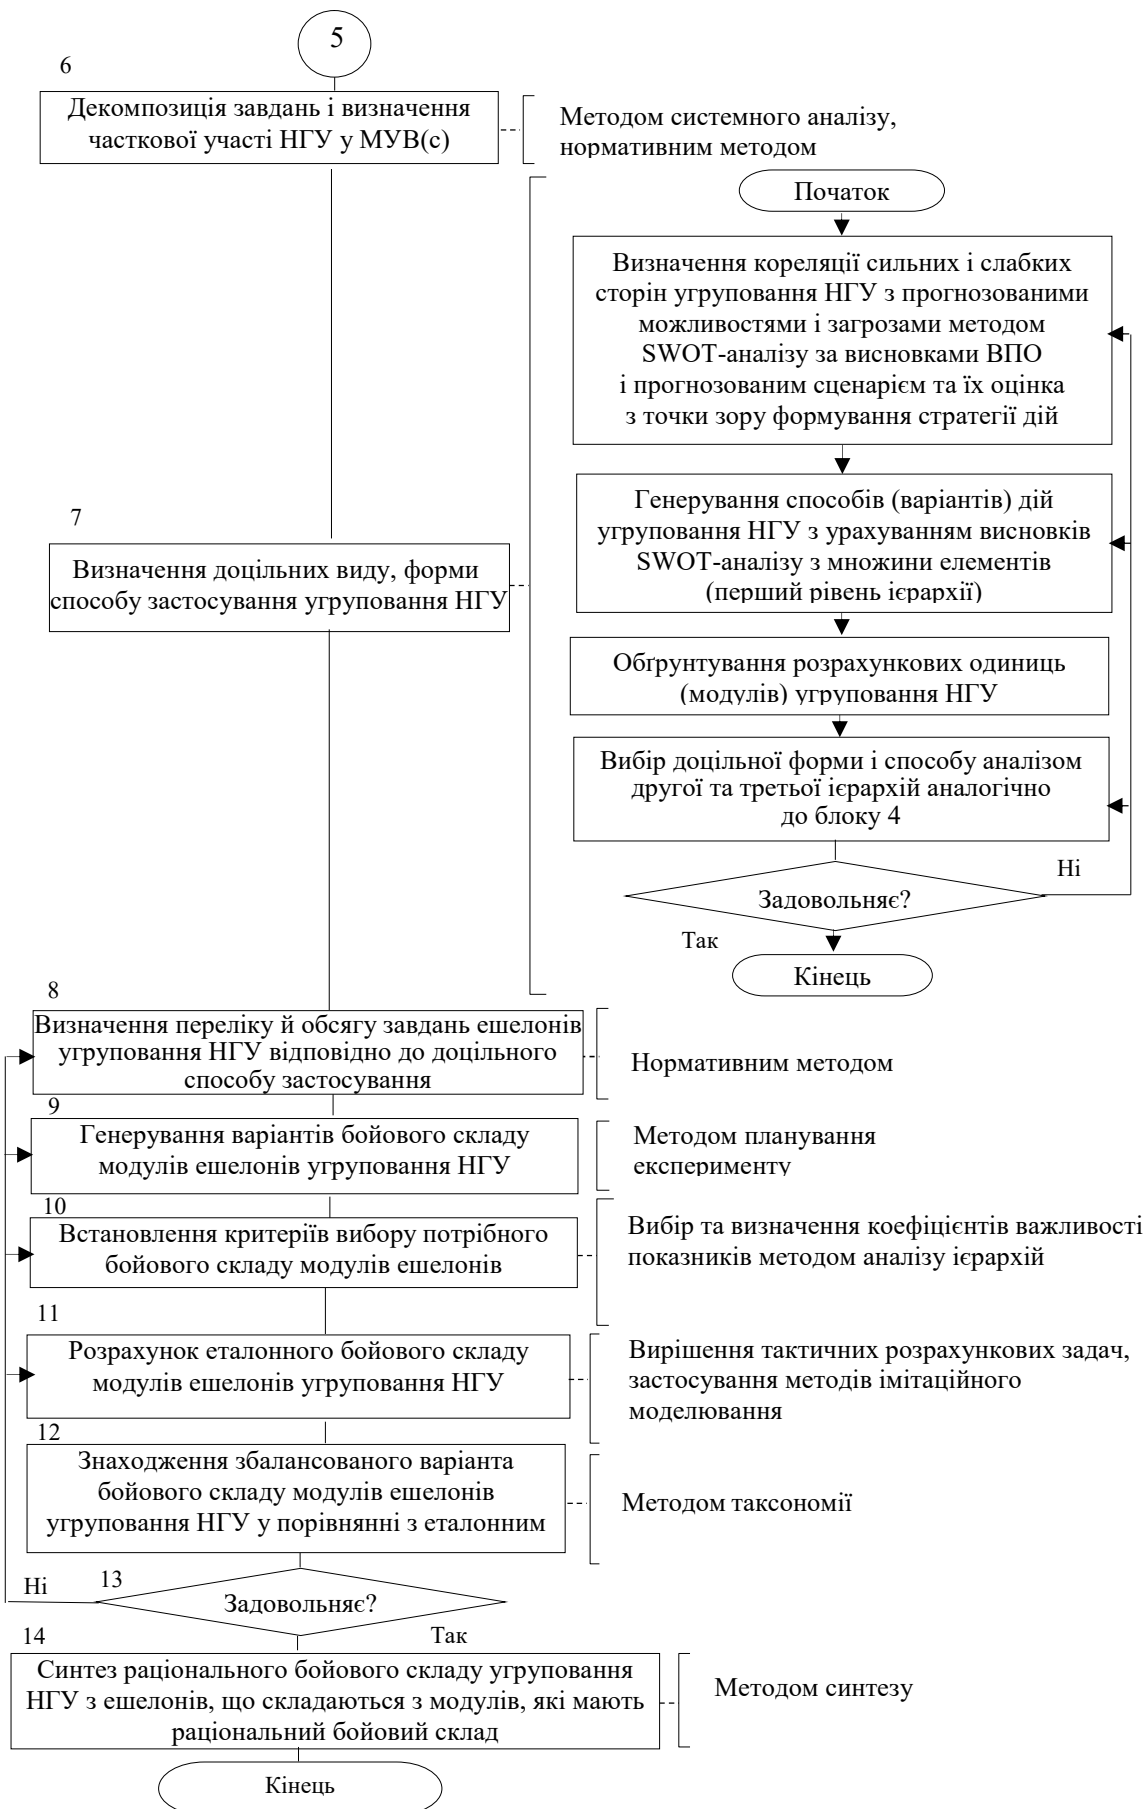 5
6
Декомпозиція завдань і визначення
часткової участі НГУ у МУВ(с)
Методом системного аналізу,
нормативним методом
Початок
Визначення кореляції сильних і слабких
сторін угруповання НГУ з прогнозованими
можливостями і загрозами методом
SWOT-аналізу за висновками ВПО
і прогнозованим сценарієм та їх оцінка
з точки зору формування стратегії дій
7
Визначення доцільних виду, форми
способу застосування угруповання НГУ
Генерування способів (варіантів) дій
угруповання НГУ з урахуванням висновків
SWOT-аналізу з множини елементів
(перший рівень ієрархії)
Обґрунтування розрахункових одиниць
(модулів) угруповання НГУ
Вибір доцільної форми і способу аналізом
другої та третьої ієрархій аналогічно
до блоку 4
Ні
Задовольняє?
Так
Кінець
8
Визначення переліку й обсягу завдань ешелонів
угруповання НГУ відповідно до доцільного
способу застосування
Нормативним методом
9
Генерування варіантів бойового складу
модулів ешелонів угруповання НГУ
Методом планування
експерименту
10
Встановлення критеріїв вибору потрібного
бойового складу модулів ешелонів
Вибір та визначення коефіцієнтів важливості
показників методом аналізу ієрархій
11
Розрахунок еталонного бойового складу
модулів ешелонів угруповання НГУ
Вирішення тактичних розрахункових задач,
застосування методів імітаційного
моделювання
12
Знаходження збалансованого варіанта
бойового складу модулів ешелонів
угруповання НГУ у порівнянні з еталонним
Методом таксономії
Ні
13
Задовольняє?
Так
14
Синтез раціонального бойового складу угруповання
НГУ з ешелонів, що складаються з модулів, які мають
раціональний бойовий склад
Методом синтезу
Кінець